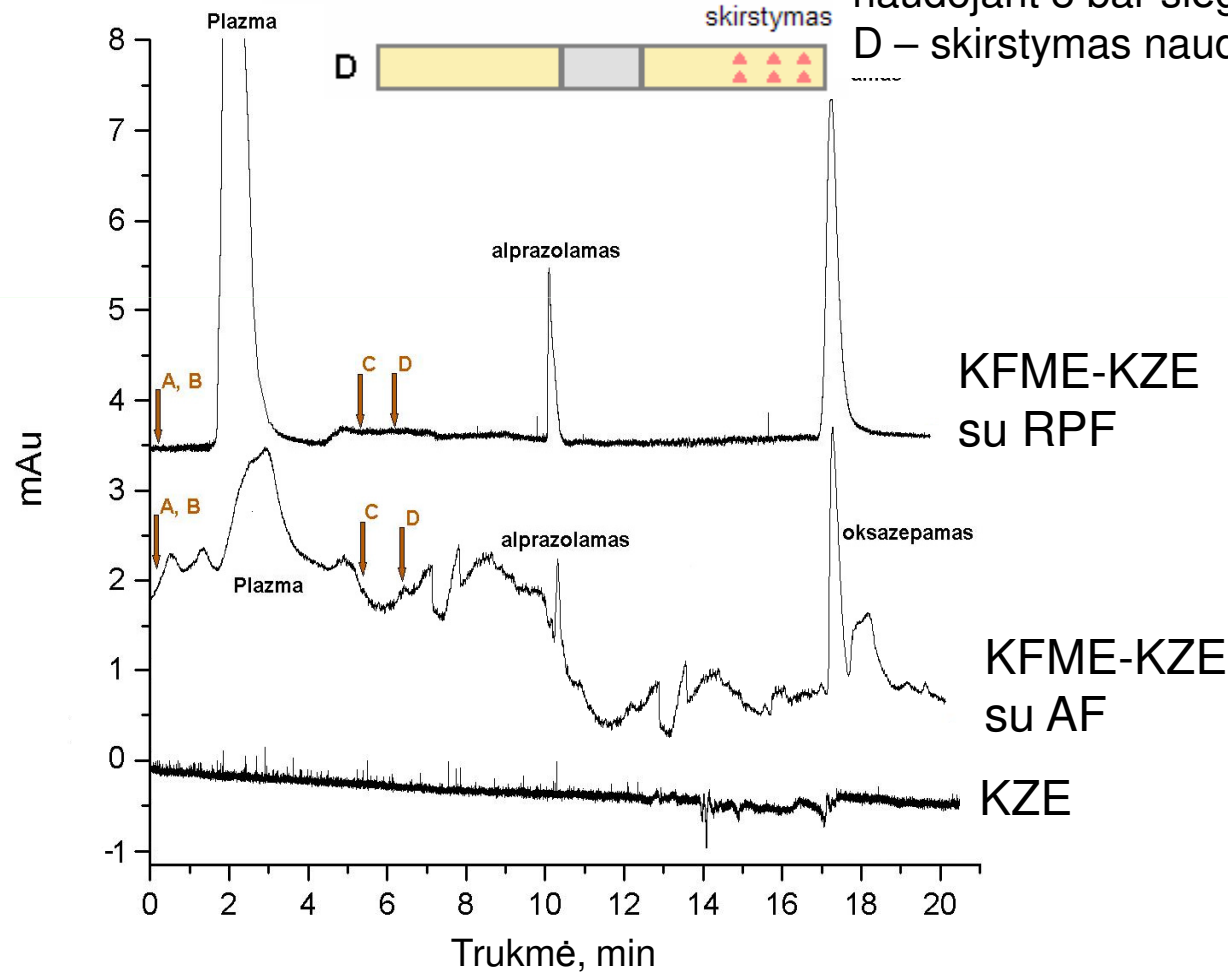 skirstymas
D – skirstymas
D
Plazma
8
7
6
5
4
3
2
1
0
-1
mAu
alprazolamas
A, B
C
D
KFME-KZE
su RPF
A, B
C
D
alprazolamas
Plazma
oksazepamas
KFME-KZE
su AF
KZE
0
2
4
6
8
10
12
14
16
18
20
Trukmė, min